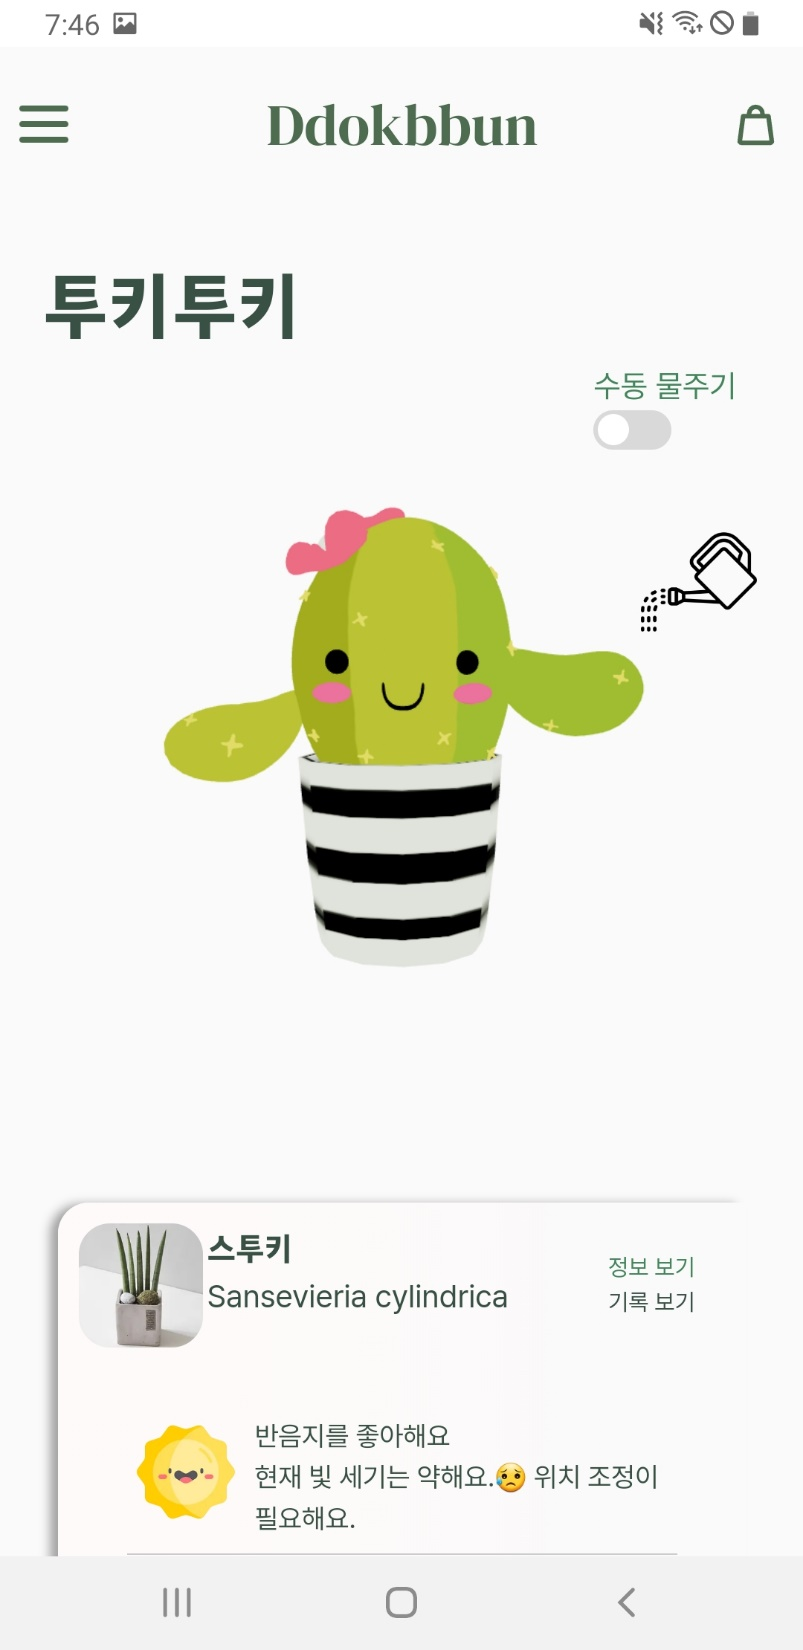 7:46
Ddokbbun
투키투키
수동 물주기
스투키
Sansevieria cylindrica
정보 보기
기록 보기
반음지를 좋아해요
현재 빛 세기는 약해요.😥 위치 조정이
필요해요.